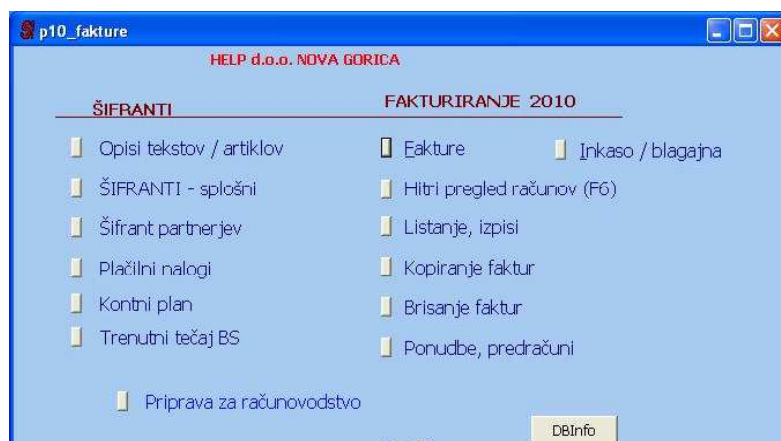 p10_fakture
HELP d.o.o. NOVA GORICA
ŠIFRANTI
FAKTURIRANJE 2010
Opisi tekstov / artiklov
Fakture
Inkaso / blagajna
ŠIFRANTI - splošni
Hitri pregled računov (F6)
Šifrant partnerjev
Listanje, izpisi
Plačilni nalogi
Kopiranje faktur
Kontni plan
Brisanje faktur
Trenutni tečaj BS
Ponudbe, predračuni
Priprava za računovodstvo
DBInfo